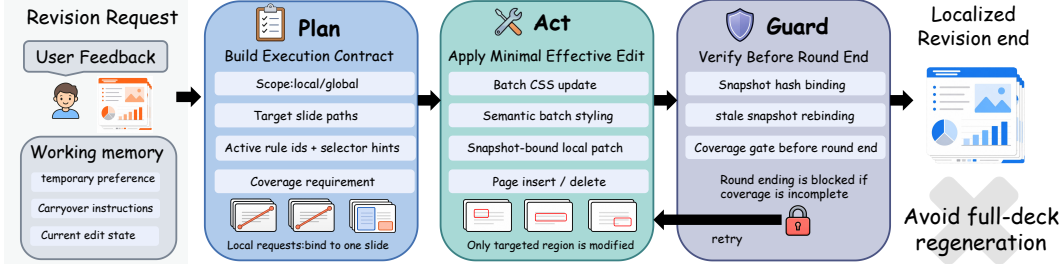 Revision Request
User Feedback
Working memory
temporary preference
Carryover instructions
Current edit state
Plan
Build Execution Contract
Scope:local/global
Target slide paths
Active rule ids + selector hints
Coverage requirement
Local requests:bind to one slide
Act
Apply Minimal Effective Edit
Batch CSS update
Semantic batch styling
Snapshot-bound local patch
Page insert / delete
Only targeted region is modified
Guard
Verify Before Round End
Snapshot hash binding
stale snapshot rebinding
Coverage gate before round end
Round ending is blocked if
coverage is incomplete
retry
Localized
Revision end
Avoid full-deck
regeneration